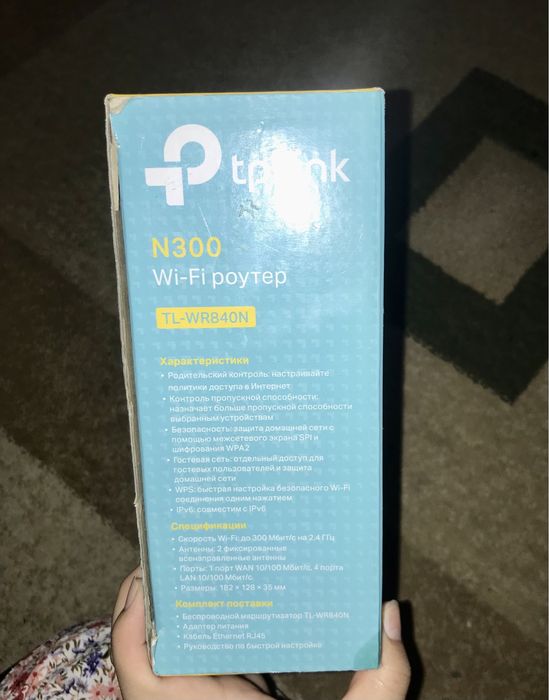 tp-link
N300
Wi-Fi роутер
TL-WR840N
Характеристики
• Родительский контроль: настраивайте
политики доступа в Интернет
• Контроль пропускной способности:
назначает больше пропускной способности
выбранным устройствам
• Безопасность: защита домашней сети с
помощью межсетевого экрана SPI и
шифрования WPA2
• Гостевая сеть: отдельный доступ для
гостевых пользователей и защита
домашней сети
• WPS: быстрая настройка безопасного Wi-Fi
соединения одним нажатием
• IPv6: совместим с IPv6
Спецификации
• Скорость Wi-Fi: до 300 Мбит/с на 2,4 ГГц
• Антенны: 2 фиксированные
всенаправленные антенны
• Порты: 1 порт WAN 10/100 Мбит/с, 4 порта
LAN 10/100 Мбит/с
• Размеры: 182 × 128 × 35 мм
Комплект поставки
• Беспроводной маршрутизатор TL-WR840N
• Адаптер питания
• Кабель Ethernet RJ45
• Руководство по быстрой настройке